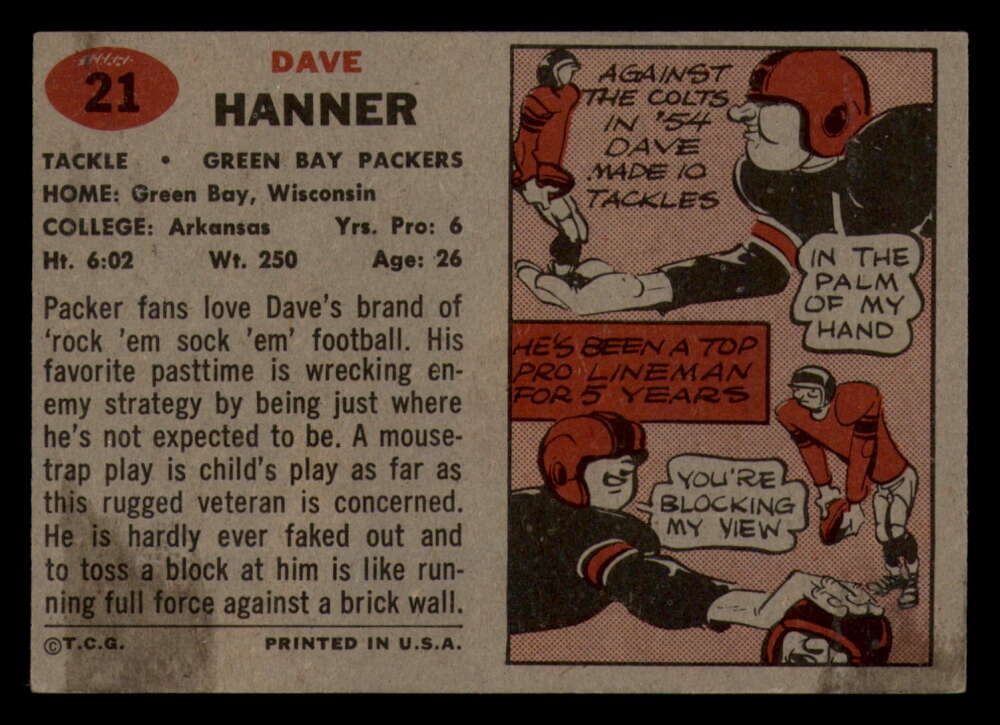 21
DAVE
HANNER
TACKLE • GREEN BAY PACKERS
HOME: Green Bay, Wisconsin
COLLEGE: Arkansas Yrs. Pro: 6
Ht. 6:02 Wt. 250 Age: 26
Packer fans love Dave's brand of
'rock 'em sock 'em' football. His
favorite pasttime is wrecking en-
emy strategy by being just where
he's not expected to be. A mouse-
trap play is child's play as far as
this rugged veteran is concerned.
He is hardly ever faked out and
to toss a block at him is like run-
ning full force against a brick wall.
©T.C.G. PRINTED IN U.S.A.
AGAINST
THE COLTS
IN '54
DAVE
MADE 10
TACKLES
IN THE
PALM
OF MY
HAND
HE'S BEEN A TOP
PRO LINEMAN
FOR 5 YEARS
YOU'RE
BLOCKING
MY VIEW